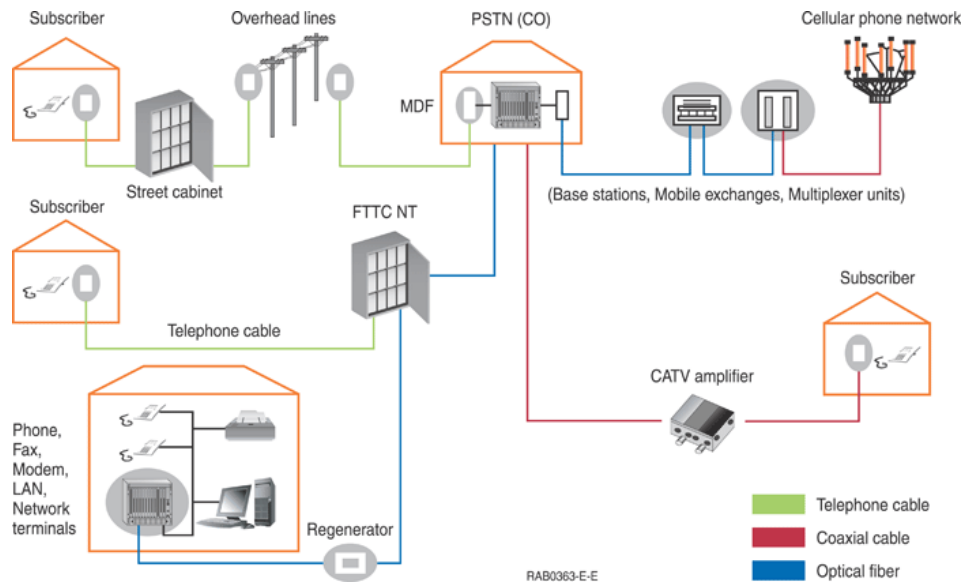 Subscriber
Overhead lines
PSTN (CO)
Cellular phone network
MDF
Street cabinet
(Base stations, Mobile exchanges, Multiplexer units)
Subscriber
FTTC NT
Subscriber
Telephone cable
CATV amplifier
Phone,
Fax,
Modem,
LAN,
Network
terminals
Regenerator
Telephone cable
Coaxial cable
Optical fiber
RAB0363-E-E